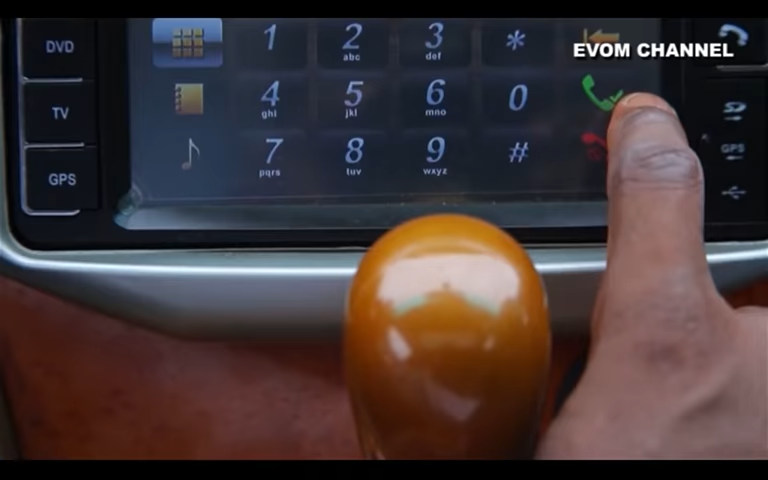 EVOM CHANNEL
DVD
1
2
abc
3
def
*
TV
4
ghi
5
jkl
6
mno
0
GPS
7
pqrs
8
tuv
9
wxyz
#
GPS